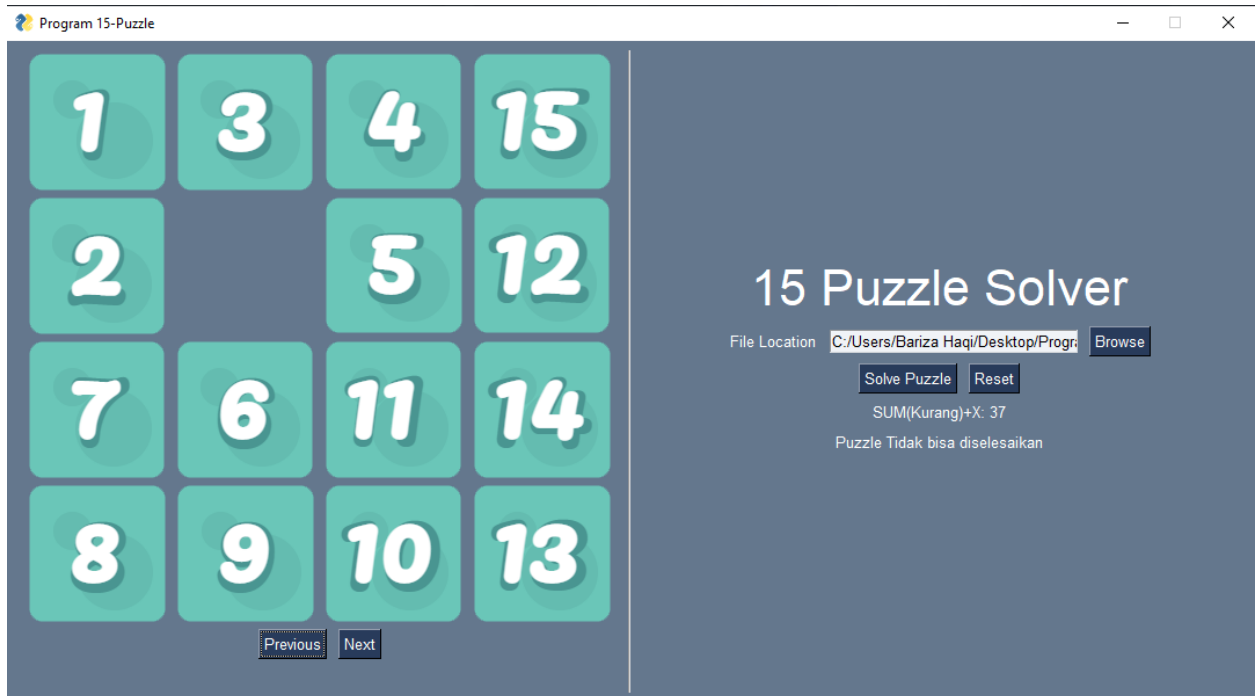 Program 15-Puzzle
1 3 4 15
2 5 12
7 6 11 14
8 9 10 13
Previous Next
15 Puzzle Solver
File Location C:/Users/Bariza Haqi/Desktop/Progra Browse
Solve Puzzle Reset
SUM(Kurang)+X: 37
Puzzle Tidak bisa diselesaikan